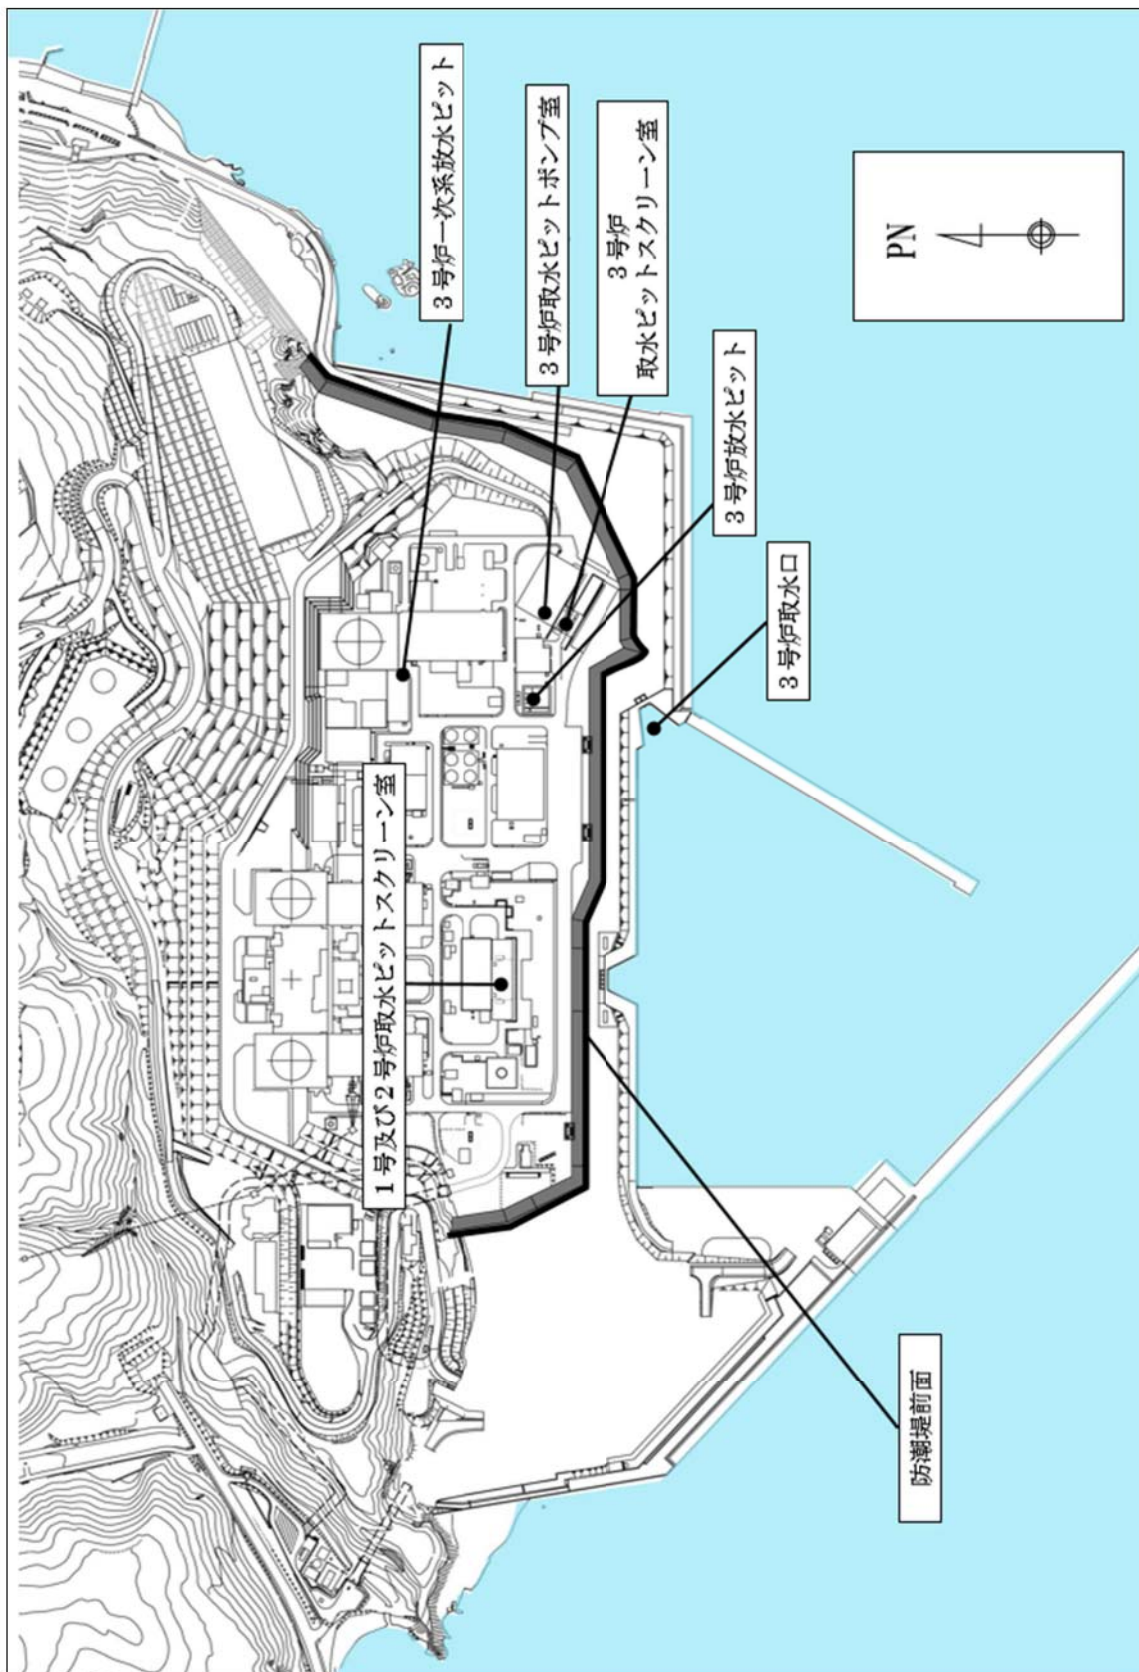 3号炉一次系放水ピット
3号炉取水ピットポンプ室
3号炉
取水ピットスクリーン室
3号炉放水ピット
3号炉取水口
1号及び2号炉取水ピットスクリーン室
防潮堤前面
PN